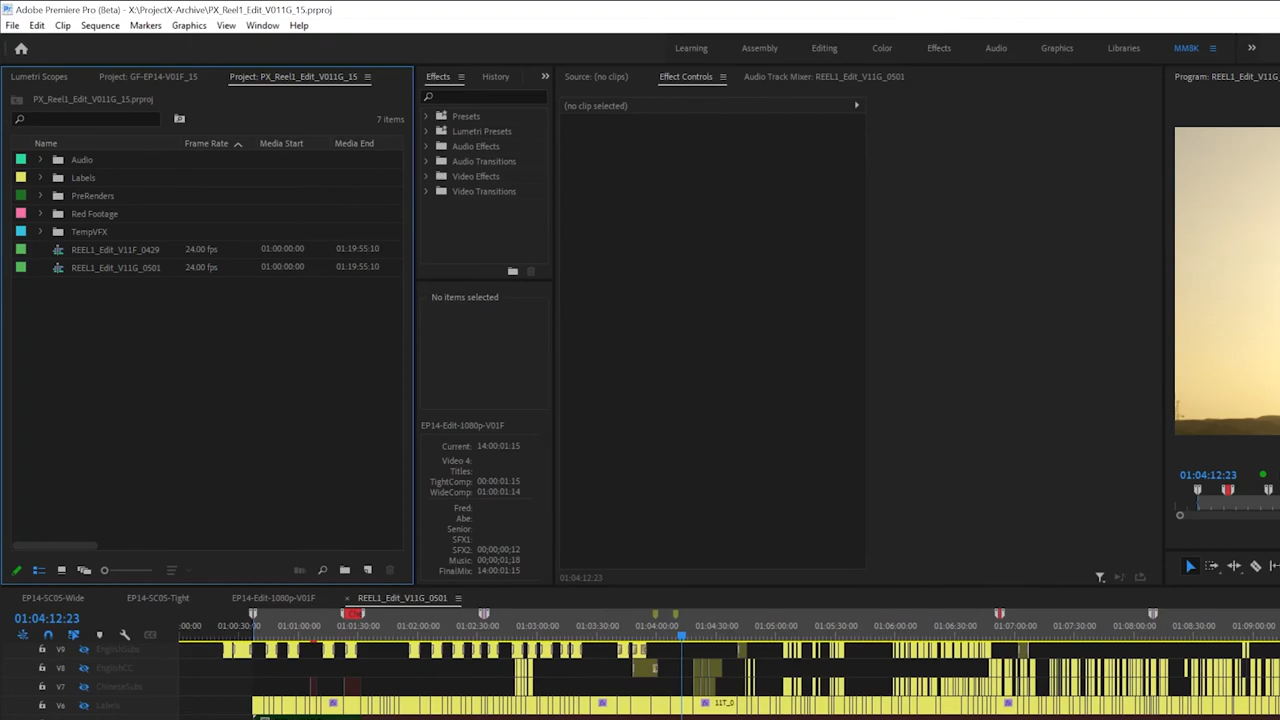 Adobe Premiere Pro (Beta) - X:\ProjectX-Archive\PX_Reel1_Edit_V011G_15.prproj
File Edit Clip Sequence Markers Graphics View Window Help
Learning Assembly Editing Color Effects Audio Graphics Libraries MMBK
Lumetri Scopes Project: GF-EP14-V01F_15 Project: PX_Reel1_Edit_V011G_15 Effects History Source: (no clips) Effect Controls Audio Track Mixer: REEL1_Edit_V11G_0501 Program: REEL1_Edit_V11G
PX_Reel1_Edit_V011G_15.prproj
(no clip selected)
7 items
Name Frame Rate Media Start Media End
Audio
Labels
PreRenders
Red Footage
TempVFX
REEL1_Edit_V11F_0429 24.00 fps 01:00:00:00 01:19:55:10
REEL1_Edit_V11G_0501 24.00 fps 01:00:00:00 01:19:55:10
Presets
Lumetri Presets
Audio Effects
Audio Transitions
Video Effects
Video Transitions
No items selected
EP14-Edit-1080p-V01F
Current: 14:00:01:15
Video 4:
Titles:
TightComp: 00:00:01:15
WideComp: 01:00:01:14
Fred:
Abe:
Senior:
SFX1:
SFX2: 00;00;00;12
Music: 00;00;01;18
FinalMix: 14:00:01:15
01:04:12:23
01:04:12:23
EP14-SC05-Wide EP14-SC05-Tight EP14-Edit-1080p-V01F × REEL1_Edit_V11G_0501
01:04:12:23
:00:00 01:00:30:00 01:01:00:00 01:01:30:00 01:02:00:00 01:02:30:00 01:03:00:00 01:03:30:00 01:04:00:00 01:04:30:00 01:05:00:00 01:05:30:00 01:06:00:00 01:06:30:00 01:07:00:00 01:07:30:00 01:08:00:00 01:08:30:00 01:09:00:00
V9 EnglishSubs
V8 EnglishCC
V7 ChineseSubs
V6 Labels 11T_0